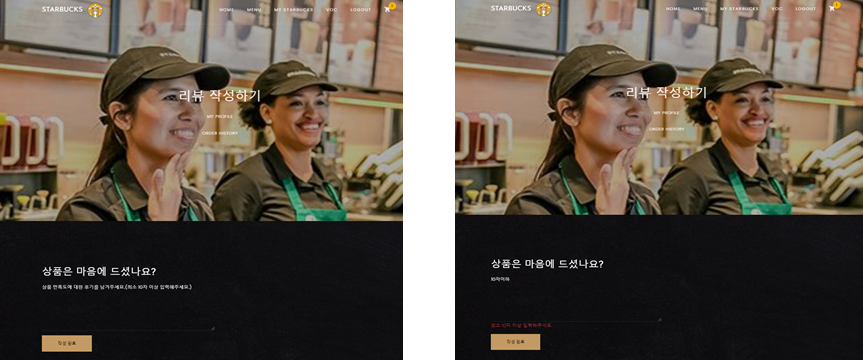 STARBUCKS HOME MENU MY STARBUCKS VOC LOGOUT
리뷰 작성하기
MY PROFILE
ORDER HISTORY
상품은 마음에 드셨나요?
상품 만족도에 대한 후기를 남겨주세요.(최소 10자 이상 입력해주세요.)
작성 완료
STARBUCKS HOME MENU MY STARBUCKS VOC LOGOUT
리뷰 작성하기
MY PROFILE
ORDER HISTORY
상품은 마음에 드셨나요?
10자이하
최소 10자 이상 입력해주세요.
작성 완료